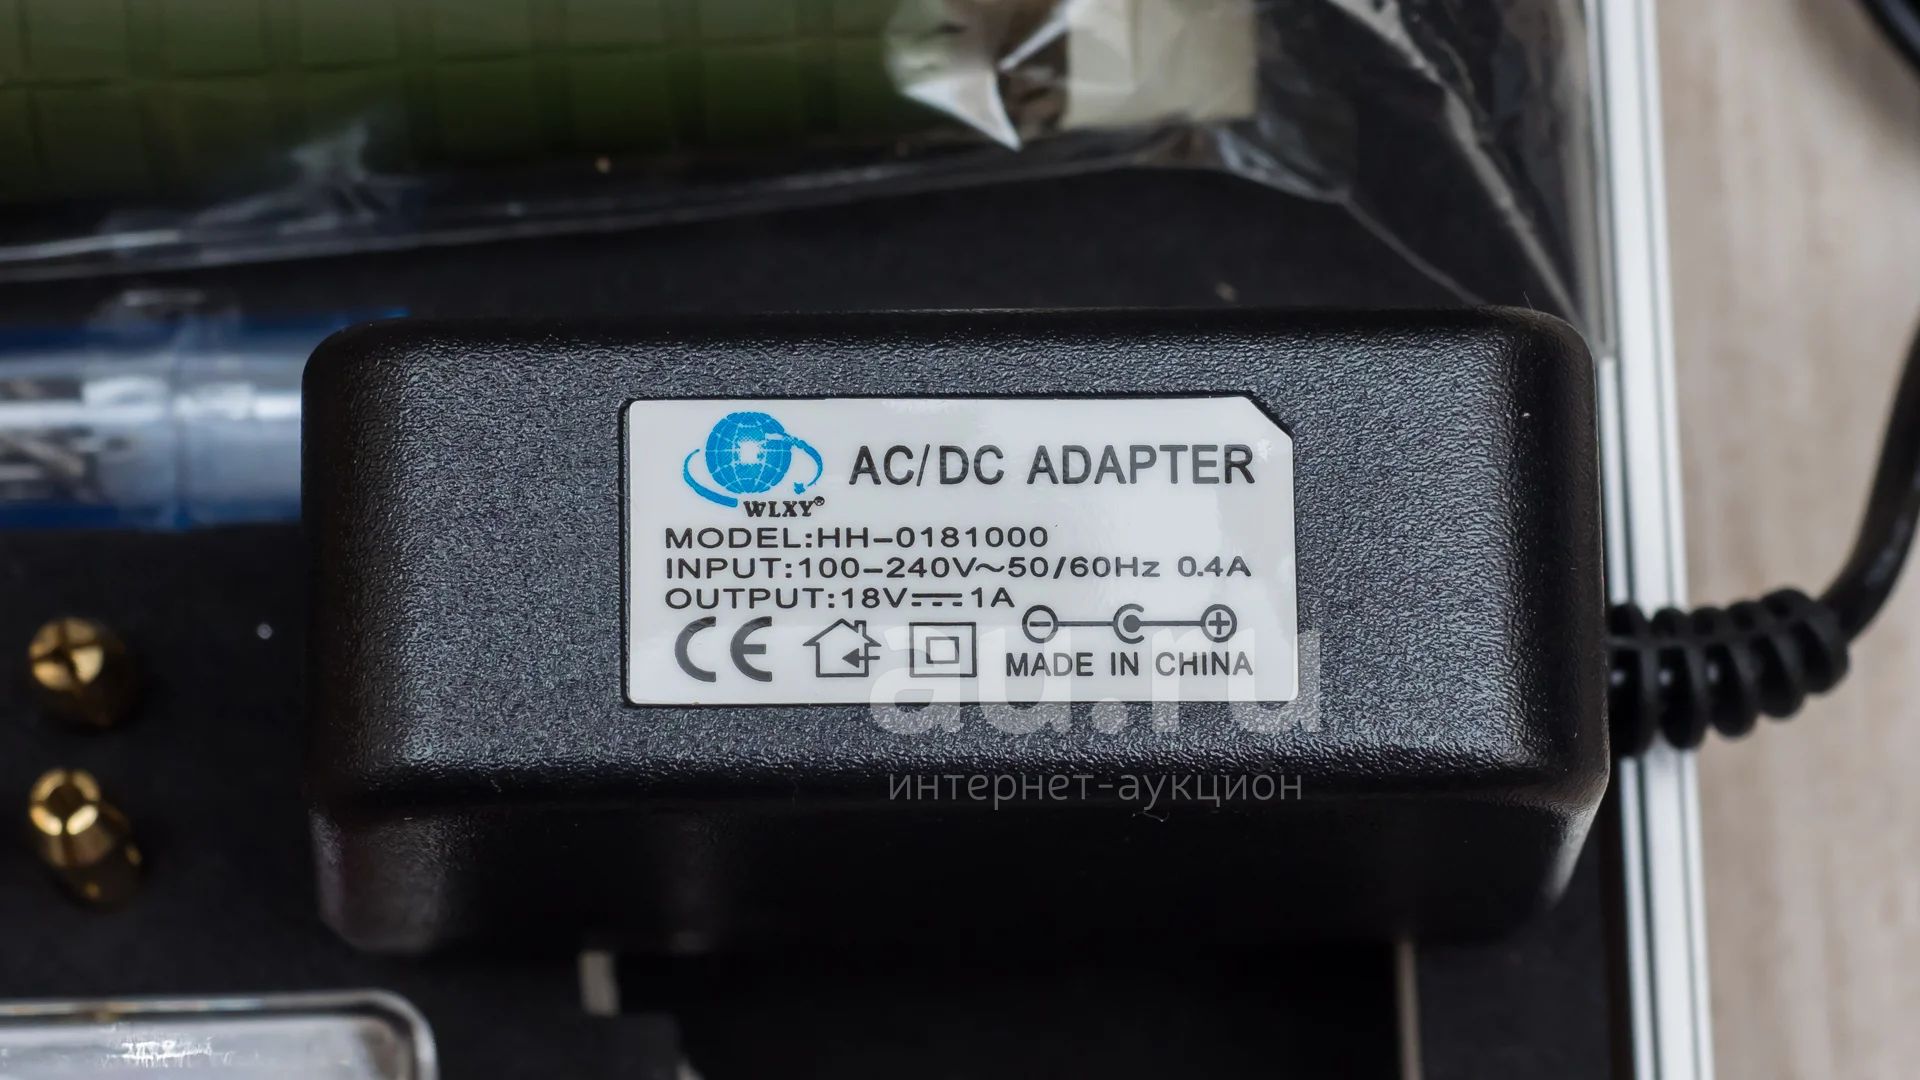 AC/DC ADAPTER
WLXY®
MODEL:HH-0181000
INPUT:100-240V~50/60Hz 0.4A
OUTPUT:18V⎓1A
CE
MADE IN CHINA
au.ru
интернет-аукцион